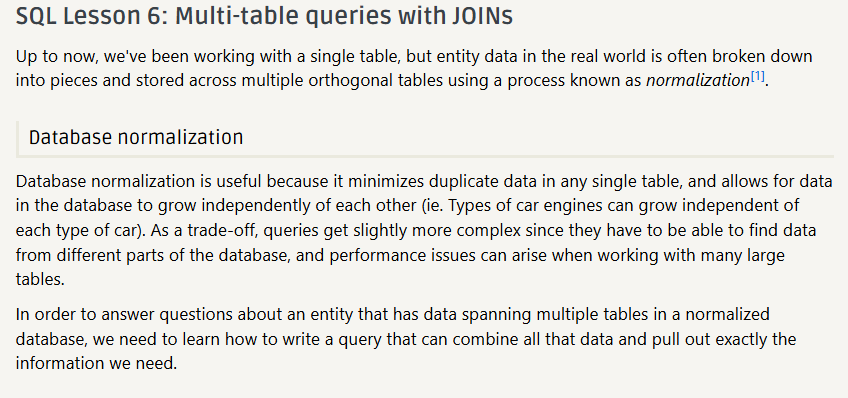 SQL Lesson 6: Multi-table queries with JOINs
Up to now, we've been working with a single table, but entity data in the real world is often broken down
into pieces and stored across multiple orthogonal tables using a process known as normalization[1].
Database normalization
Database normalization is useful because it minimizes duplicate data in any single table, and allows for data
in the database to grow independently of each other (ie. Types of car engines can grow independent of
each type of car). As a trade-off, queries get slightly more complex since they have to be able to find data
from different parts of the database, and performance issues can arise when working with many large
tables.
In order to answer questions about an entity that has data spanning multiple tables in a normalized
database, we need to learn how to write a query that can combine all that data and pull out exactly the
information we need.